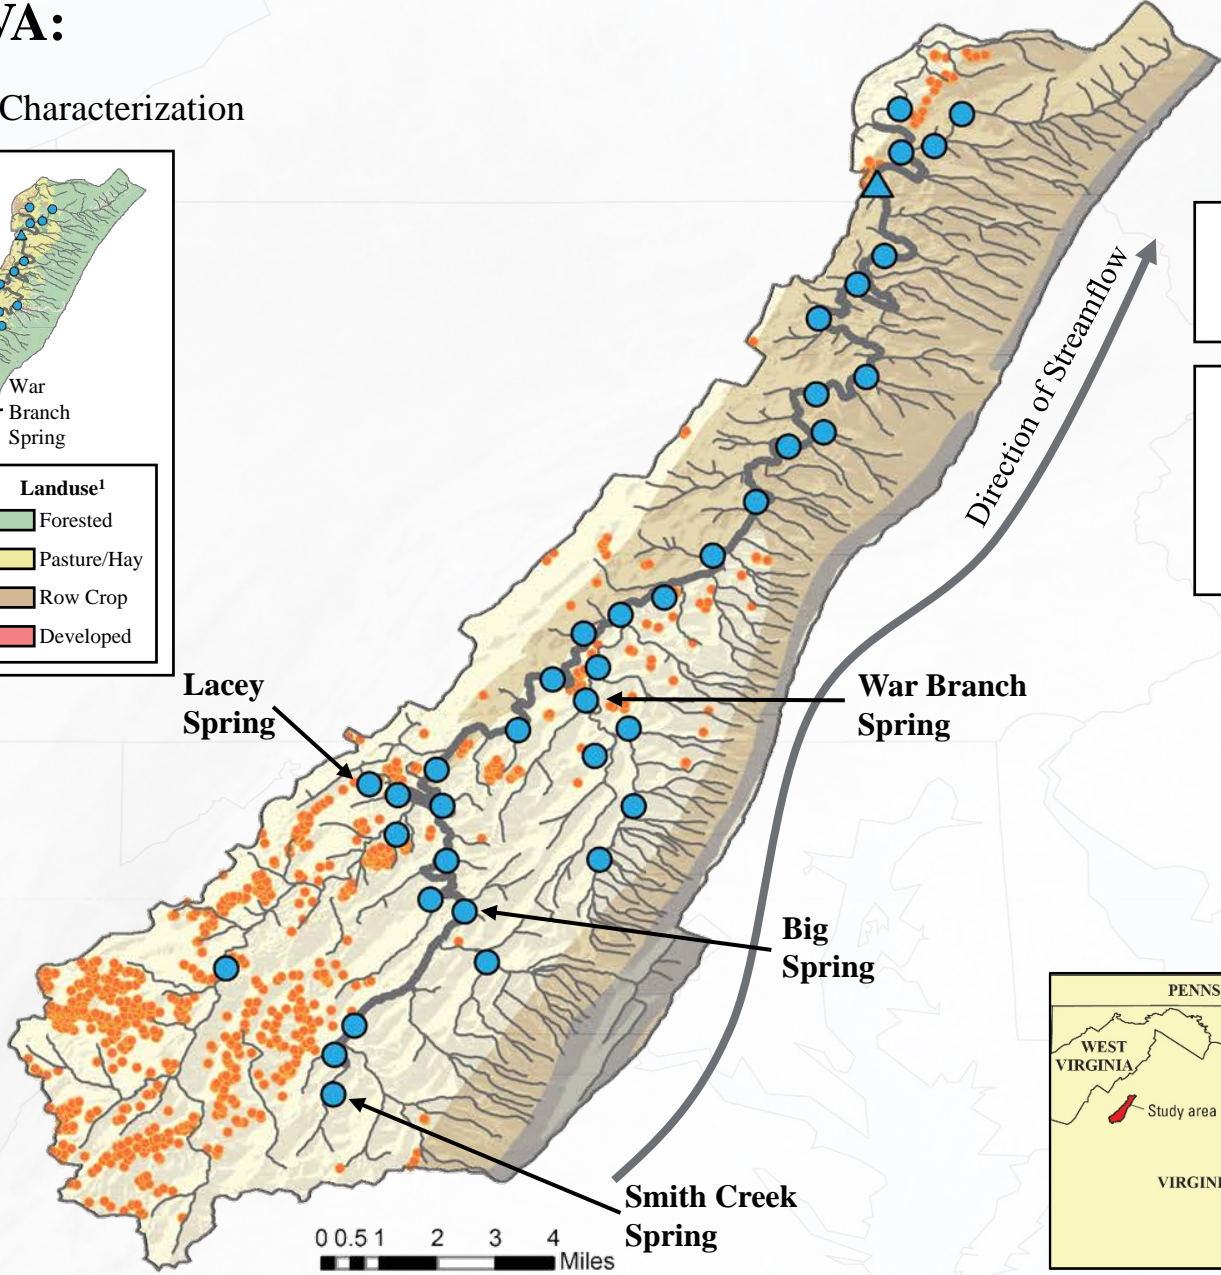 VA:
Characterization
War
Branch
Spring
Landuse¹
Forested
Pasture/Hay
Row Crop
Developed
Direction of Streamflow
Lacey
Spring
War Branch
Spring
Big
Spring
Smith Creek
Spring
0 0.5 1 2 3 4
Miles
PENNS
WEST
VIRGINIA
Study area
VIRGINI